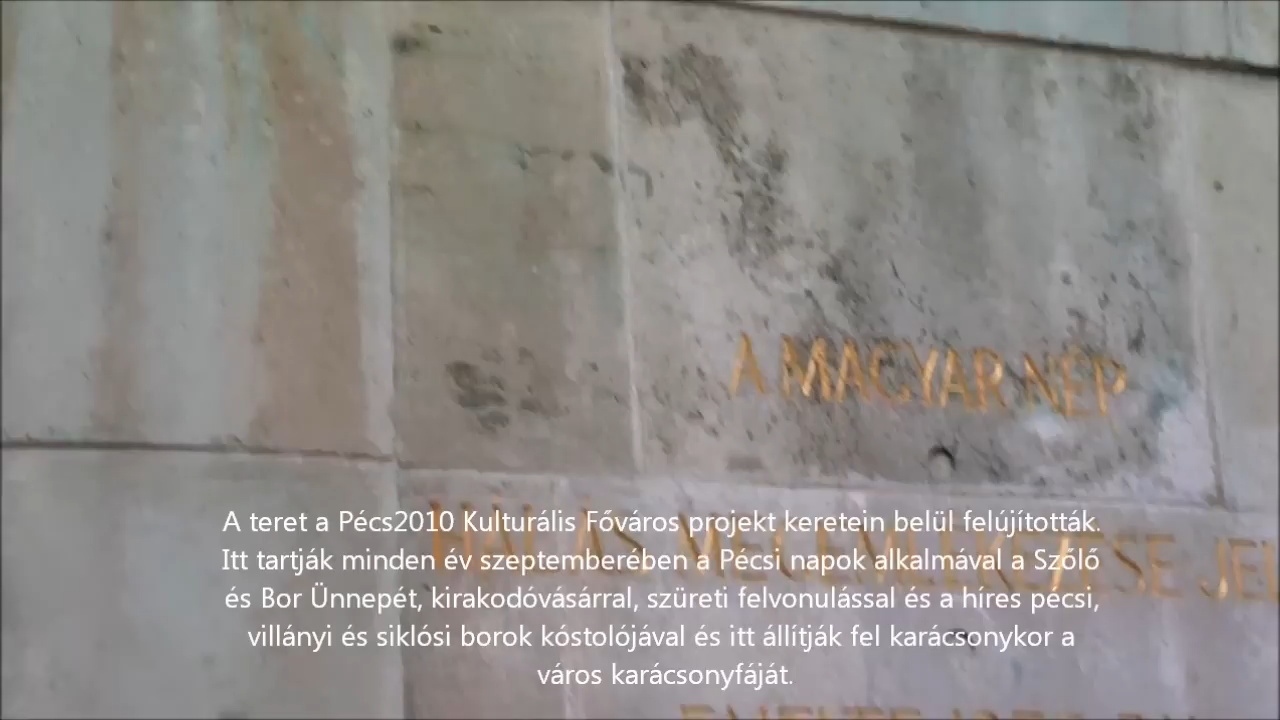 A MAGYAR NÉP
HÁLÁS MEGEMLÉKEZÉSE
A teret a Pécs2010 Kulturális Főváros projekt keretein belül felújították.
Itt tartják minden év szeptemberében a Pécsi napok alkalmával a Szőlő
és Bor Ünnepét, kirakodóvásárral, szüreti felvonulással és a híres pécsi,
villányi és siklósi borok kóstolójával és itt állítják fel karácsonykor a
város karácsonyfáját.